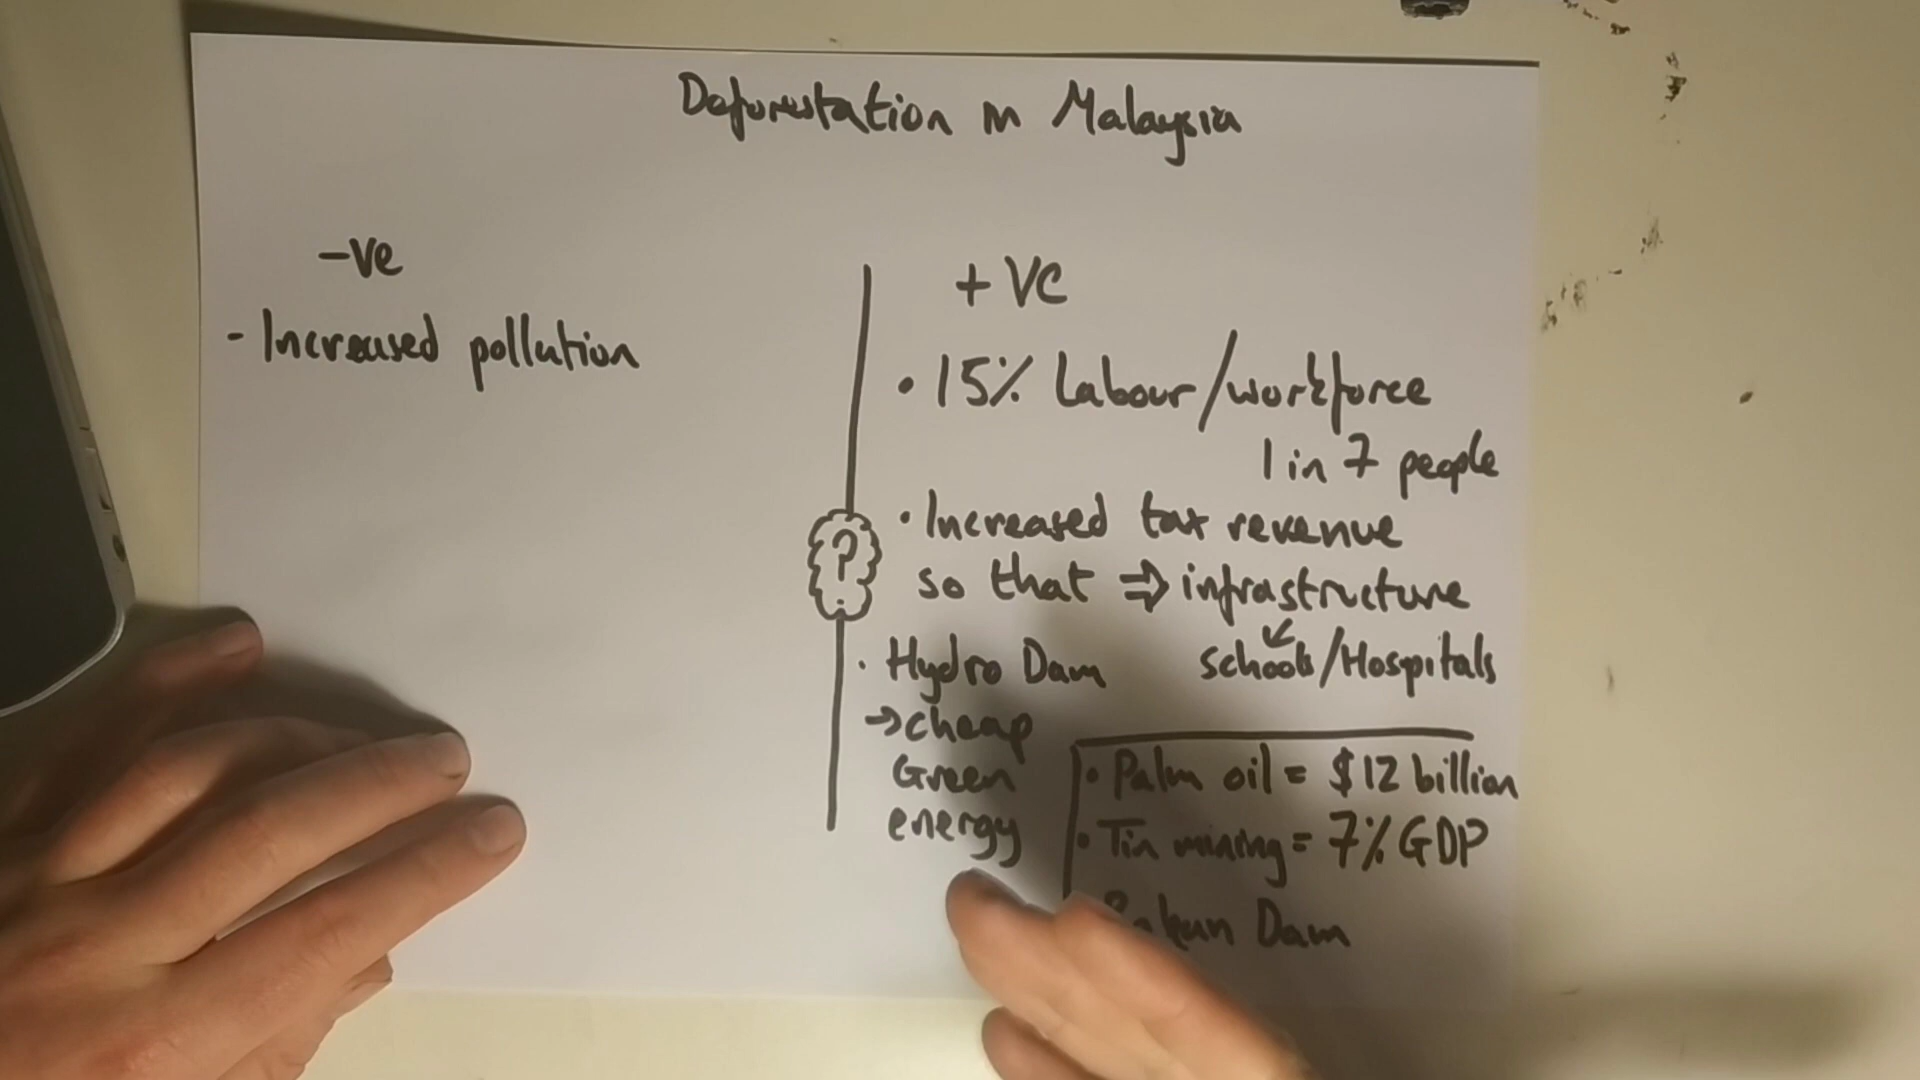 Deforestation in Malaysia
-ve
- Increased pollution
?
+ve
• 15% Labour/workforce
1 in 7 people
• Increased tax revenue
so that ⇒ infrastructure
↙
schools/Hospitals
• Hydro Dam
→ cheap
Green
energy
• Palm oil = $12 billion
• Tin mining = 7% GDP
Dam